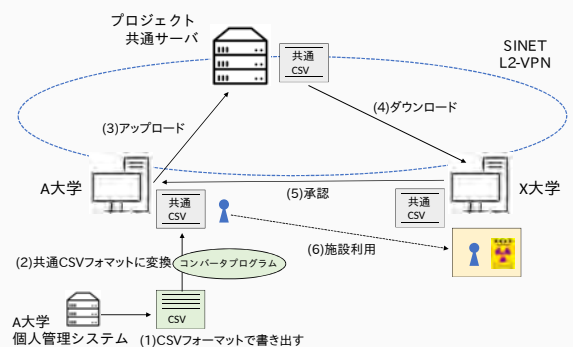 プロジェクト
共通サーバ
共通
CSV
SINET
L2-VPN
(3)アップロード
(4)ダウンロード
A大学
(5)承認
X大学
共通
CSV
共通
CSV
(6)施設利用
(2)共通CSVフォーマットに変換
コンバータプログラム
CSV
A大学
個人管理システム
(1)CSVフォーマットで書き出す